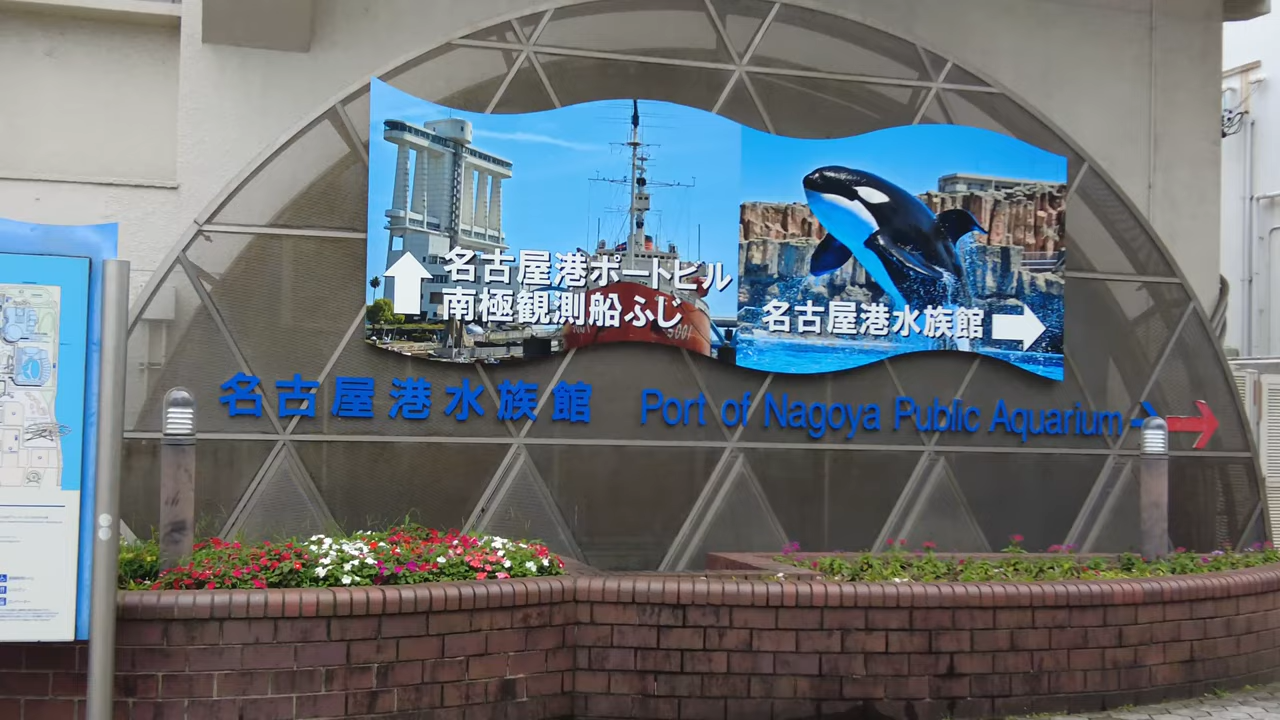 名古屋港ポートビル
南極観測船ふじ
名古屋港水族館
5001
名古屋港水族館 Port of Nagoya Public Aquarium